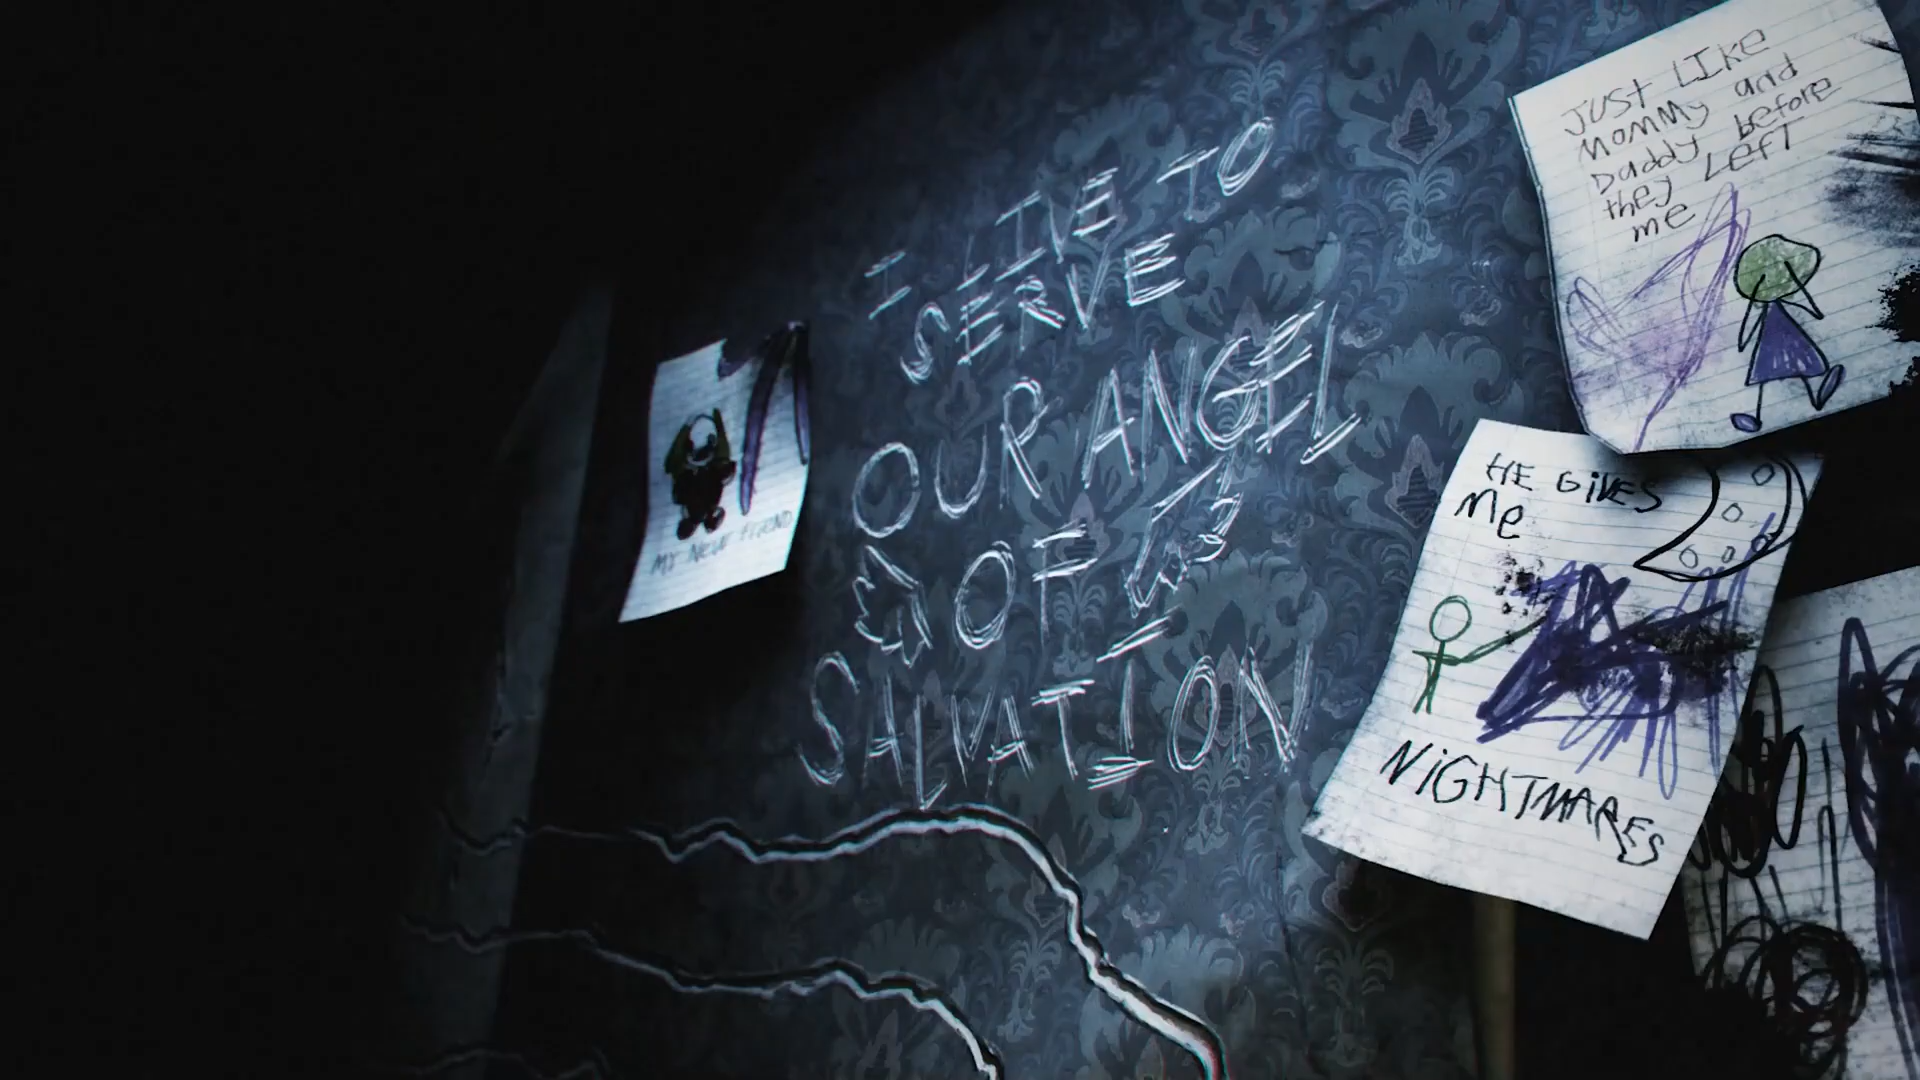 I LIVE TO
SERVE
OUR ANGEL
OF
SALVATION
MY NEW FRIEND
JUST LIKE
MOMMY and
Daddy before
they LEFT
me
HE GiVES
Me
NiGHTMARES